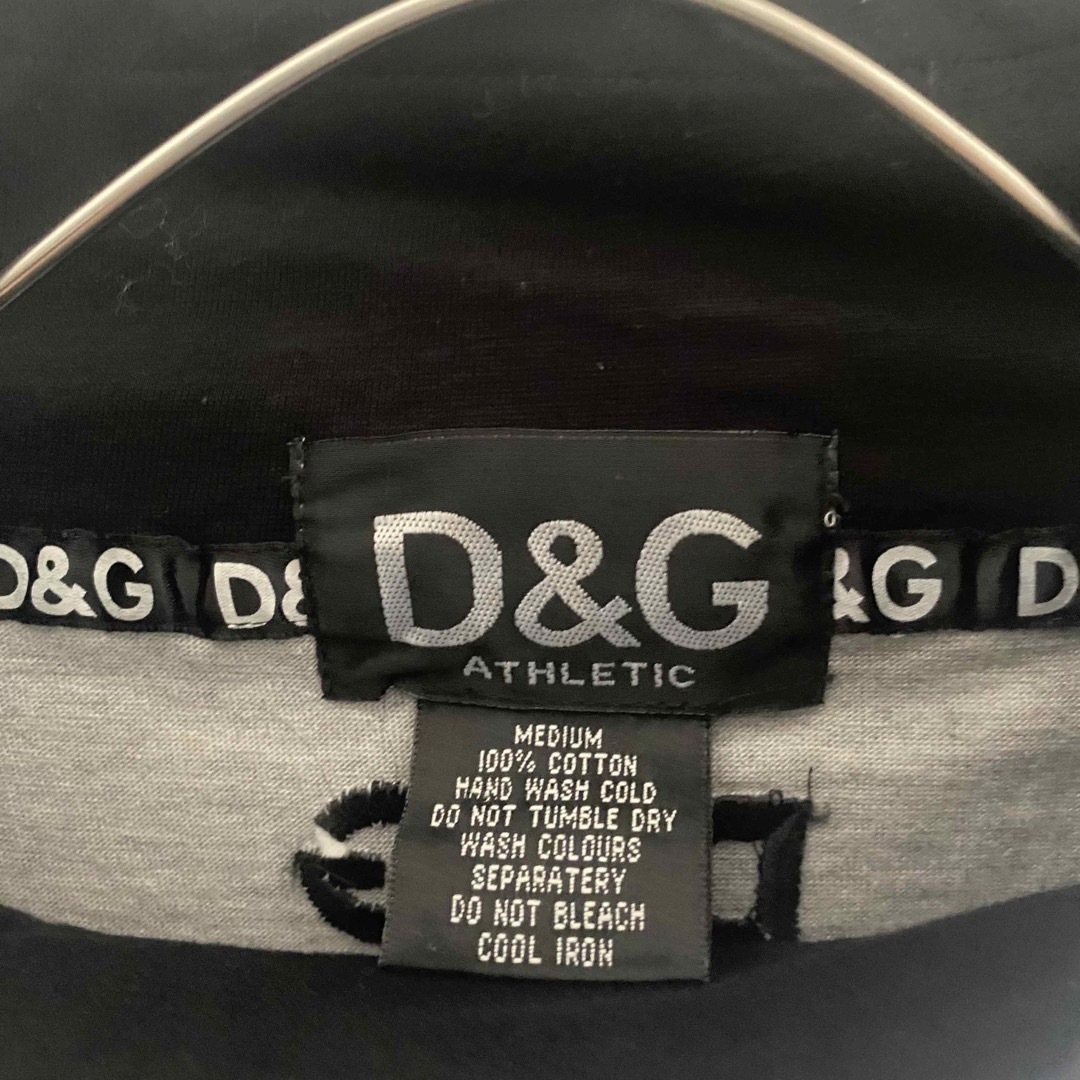 D&G D& D&G &G D
ATHLETIC
MEDIUM
100% COTTON
HAND WASH COLD
DO NOT TUMBLE DRY
WASH COLOURS
SEPARATERY
DO NOT BLEACH
COOL IRON